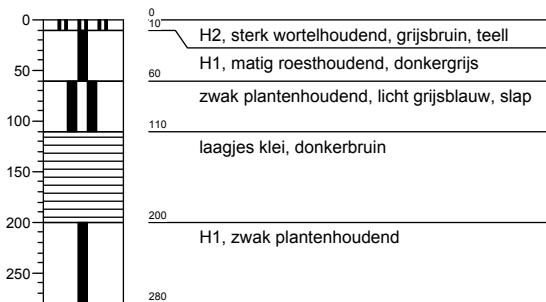 0
0
10
H2, sterk wortelhoudend, grijsbruin, teell
H1, matig roesthoudend, donkergrijs
50
60
zwak plantenhoudend, licht grijsblauw, slap
100
110
laagjes klei, donkerbruin
150
200
200
H1, zwak plantenhoudend
250
280